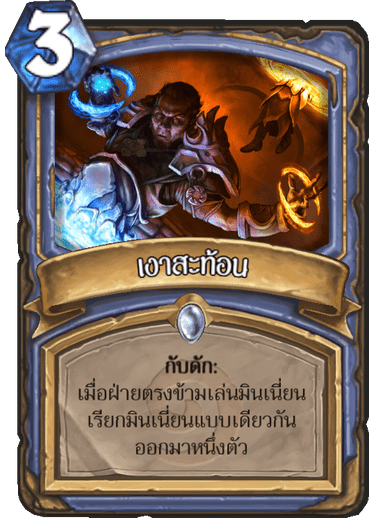 3
เงาสะท้อน
กับดัก:
เมื่อฝ่ายตรงข้ามเล่นมินเนี่ยน
เรียกมินเนี่ยนแบบเดียวกัน
ออกมาหนึ่งตัว